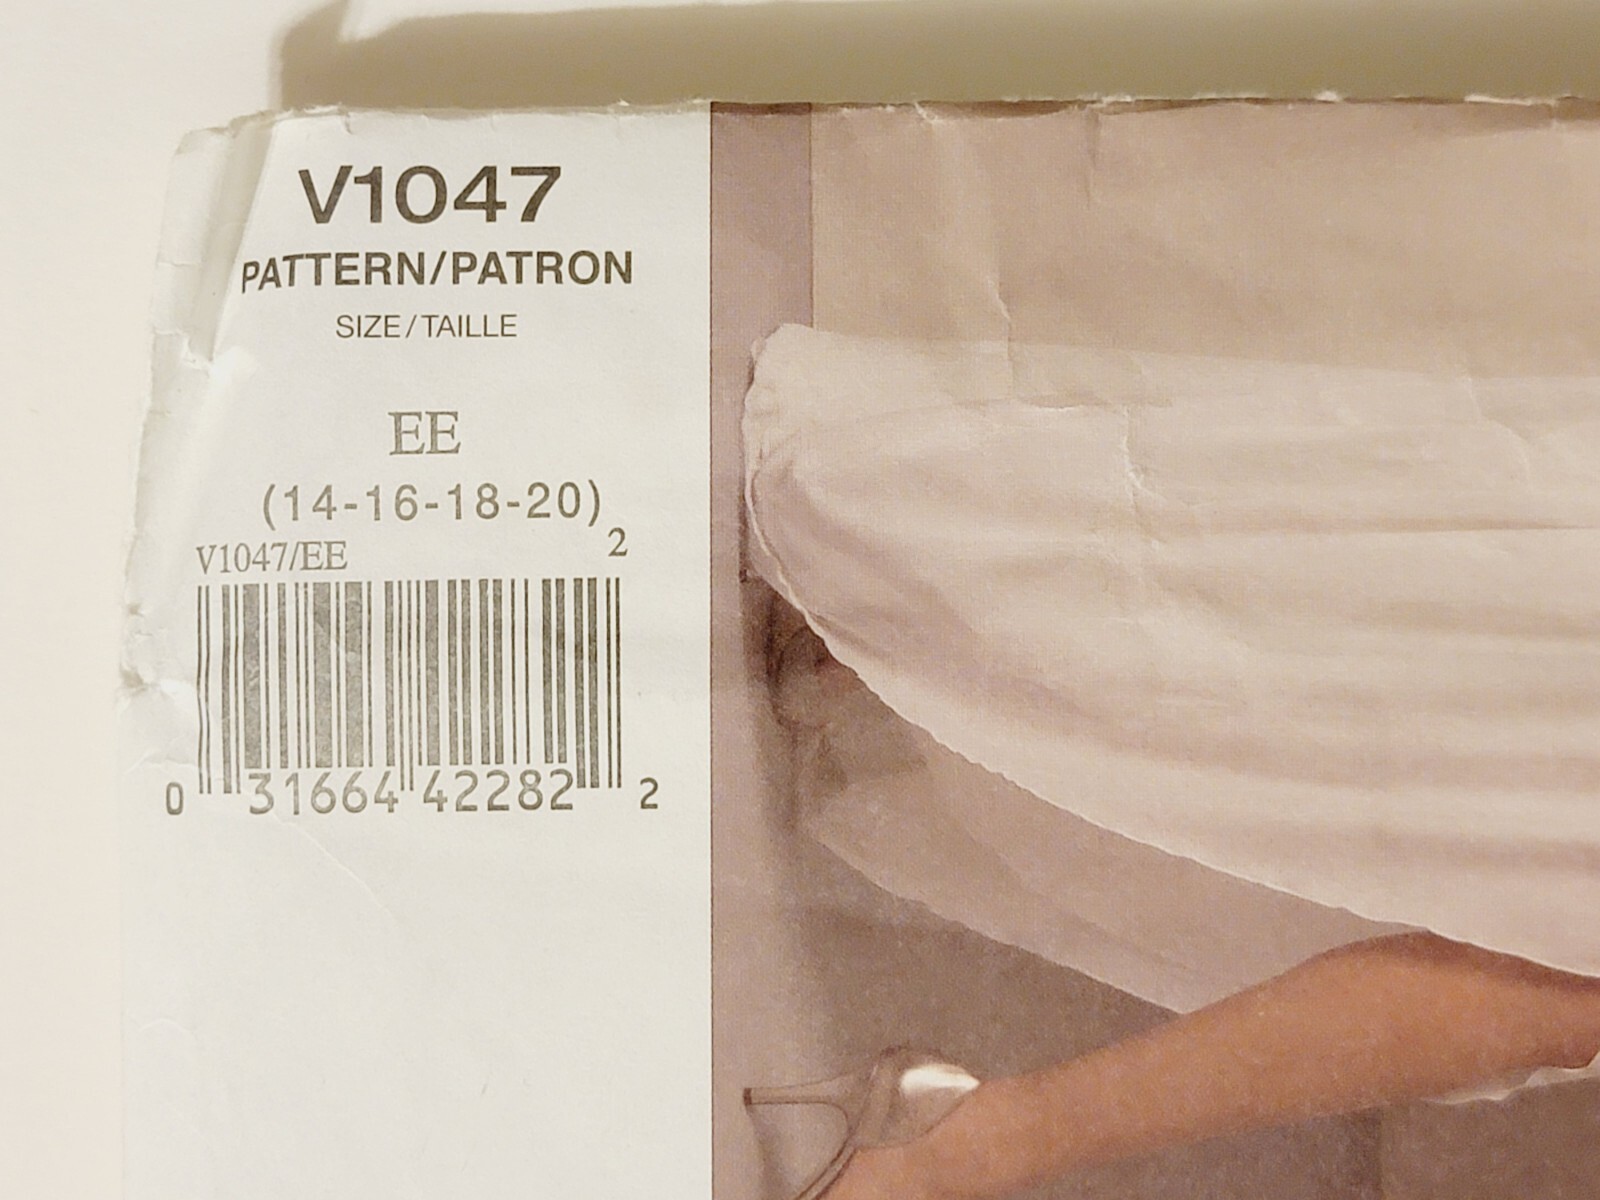 V1047
PATTERN/PATRON
SIZE/TAILLE
EE
(14-16-18-20)
V1047/EE 2
0 31664 42282 2